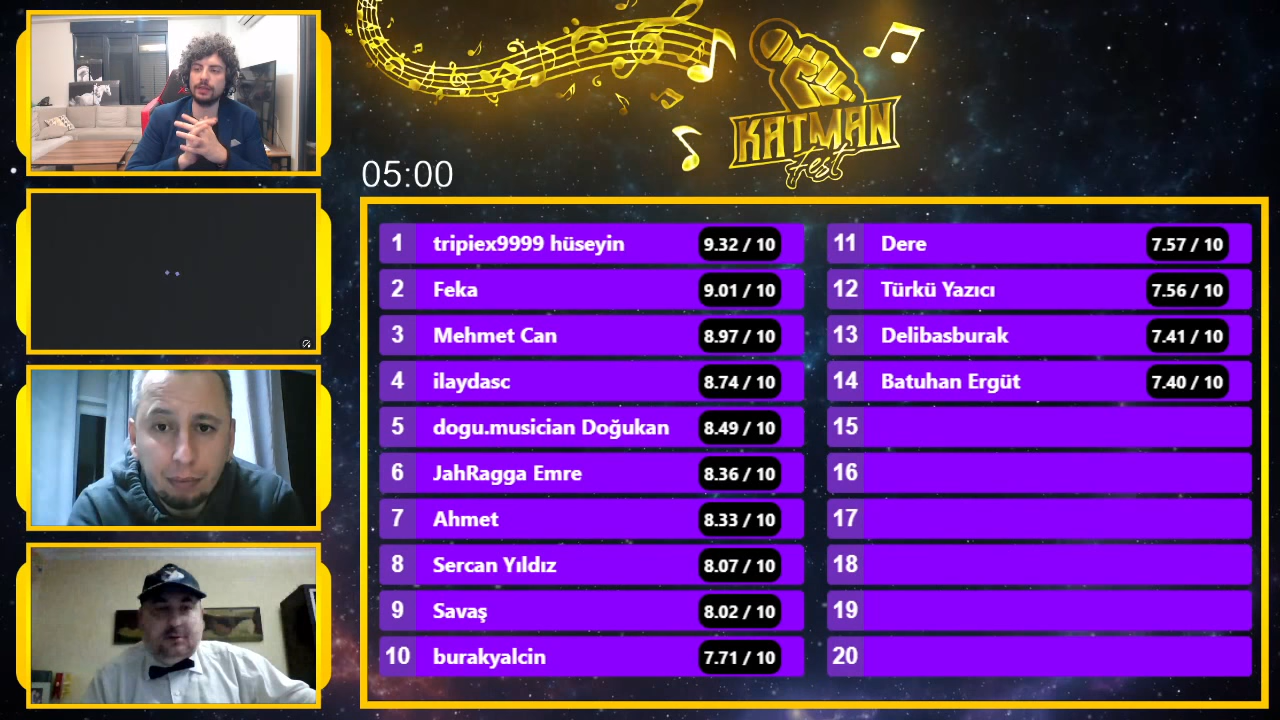 KATMAN
Fest
05:00
1 tripiex9999 hüseyin 9.32 / 10
2 Feka 9.01 / 10
3 Mehmet Can 8.97 / 10
4 ilaydasc 8.74 / 10
5 dogu.musician Doğukan 8.49 / 10
6 JahRagga Emre 8.36 / 10
7 Ahmet 8.33 / 10
8 Sercan Yıldız 8.07 / 10
9 Savaş 8.02 / 10
10 burakyalcin 7.71 / 10
11 Dere 7.57 / 10
12 Türkü Yazıcı 7.56 / 10
13 Delibasburak 7.41 / 10
14 Batuhan Ergüt 7.40 / 10
15
16
17
18
19
20